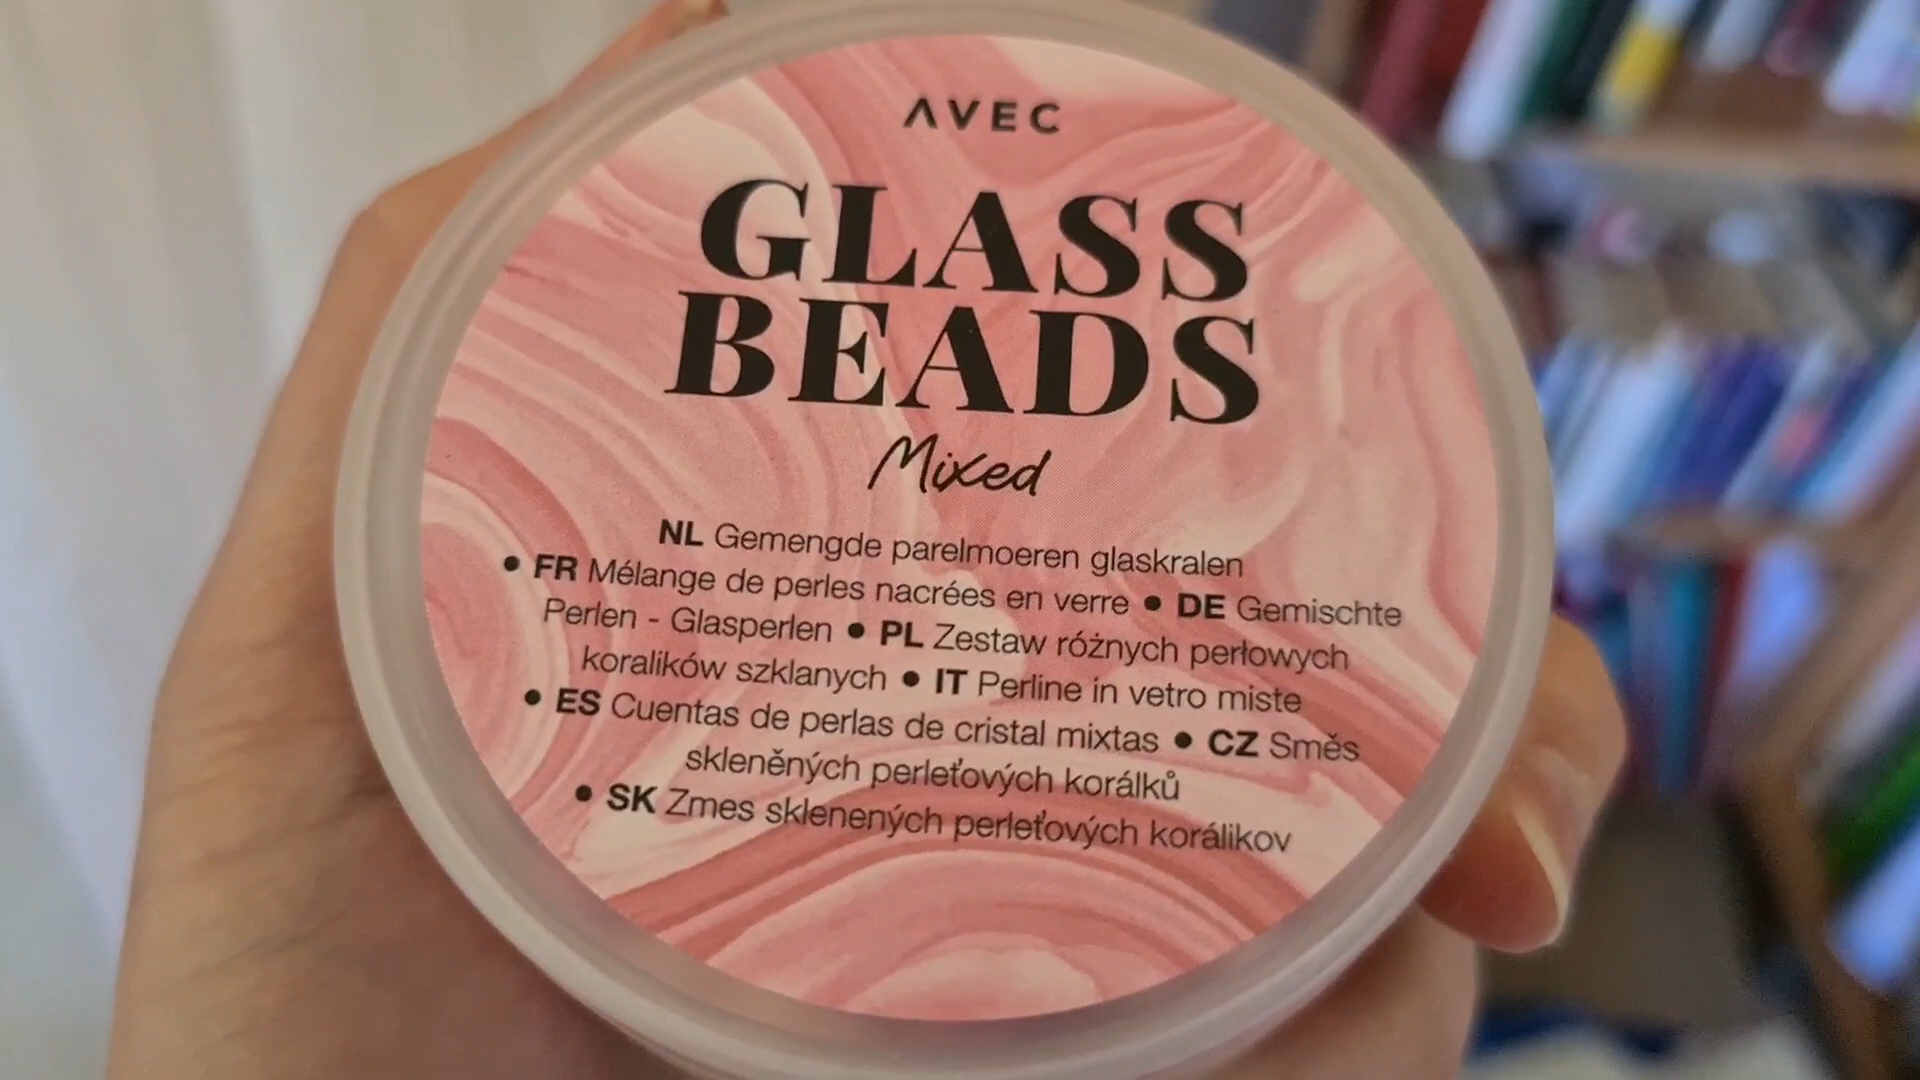 AVEC
GLASS
BEADS
Mixed
NL Gemengde parelmoeren glaskralen
• FR Mélange de perles nacrées en verre • DE Gemischte
Perlen - Glasperlen • PL Zestaw różnych perłowych
koralików szklanych • IT Perline in vetro miste
• ES Cuentas de perlas de cristal mixtas • CZ Směs
skleněných perleťových korálků
• SK Zmes sklenených perleťových korálikov